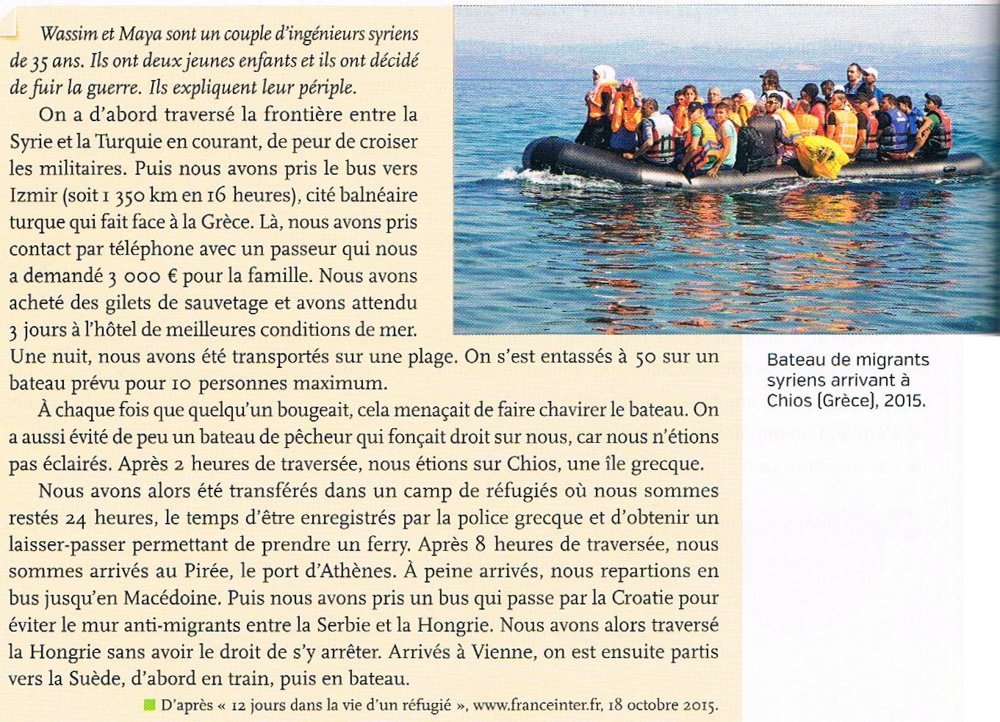 Wassim et Maya sont un couple d'ingénieurs syriens
de 35 ans. Ils ont deux jeunes enfants et ils ont décidé
de fuir la guerre. Ils expliquent leur périple.
On a d'abord traversé la frontière entre la
Syrie et la Turquie en courant, de peur de croiser
les militaires. Puis nous avons pris le bus vers
Izmir (soit 1 350 km en 16 heures), cité balnéaire
turque qui fait face à la Grèce. Là, nous avons pris
contact par téléphone avec un passeur qui nous
a demandé 3 000 € pour la famille. Nous avons
acheté des gilets de sauvetage et avons attendu
3 jours à l'hôtel de meilleures conditions de mer.
Une nuit, nous avons été transportés sur une plage. On s'est entassés à 50 sur un
bateau prévu pour 10 personnes maximum.
À chaque fois que quelqu'un bougeait, cela menaçait de faire chavirer le bateau. On
a aussi évité de peu un bateau de pêcheur qui fonçait droit sur nous, car nous n'étions
pas éclairés. Après 2 heures de traversée, nous étions sur Chios, une île grecque.
Nous avons alors été transférés dans un camp de réfugiés où nous sommes
restés 24 heures, le temps d'être enregistrés par la police grecque et d'obtenir un
laisser-passer permettant de prendre un ferry. Après 8 heures de traversée, nous
sommes arrivés au Pirée, le port d'Athènes. À peine arrivés, nous repartions en
bus jusqu'en Macédoine. Puis nous avons pris un bus qui passe par la Croatie pour
éviter le mur anti-migrants entre la Serbie et la Hongrie. Nous avons alors traversé
la Hongrie sans avoir le droit de s'y arrêter. Arrivés à Vienne, on est ensuite partis
vers la Suède, d'abord en train, puis en bateau.
D'après « 12 jours dans la vie d'un réfugié », www.franceinter.fr, 18 octobre 2015.
Bateau de migrants
syriens arrivant à
Chios (Grèce), 2015.